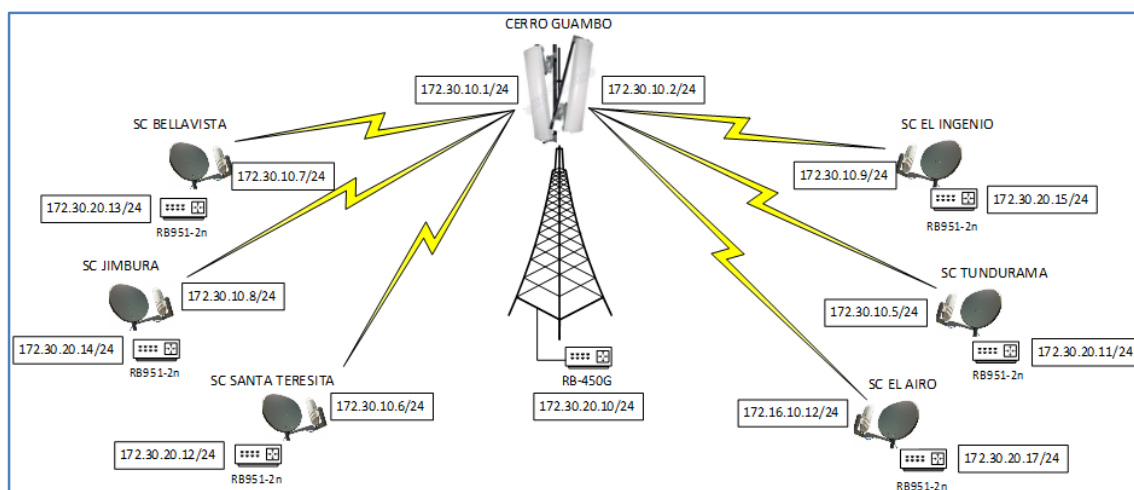 CERRO GUAMBO
172.30.10.1/24
172.30.10.2/24
SC BELLAVISTA
172.30.10.7/24
172.30.20.13/24
RB951-2n
SC EL INGENIO
172.30.10.9/24
172.30.20.15/24
RB951-2n
SC JIMBURA
172.30.10.8/24
172.30.20.14/24
RB951-2n
SC TUNDURAMA
172.30.10.5/24
172.30.20.11/24
RB951-2n
SC SANTA TERESITA
172.30.10.6/24
172.30.20.12/24
RB951-2n
RB-450G
172.30.20.10/24
SC EL AIRO
172.16.10.12/24
172.30.20.17/24
RB951-2n